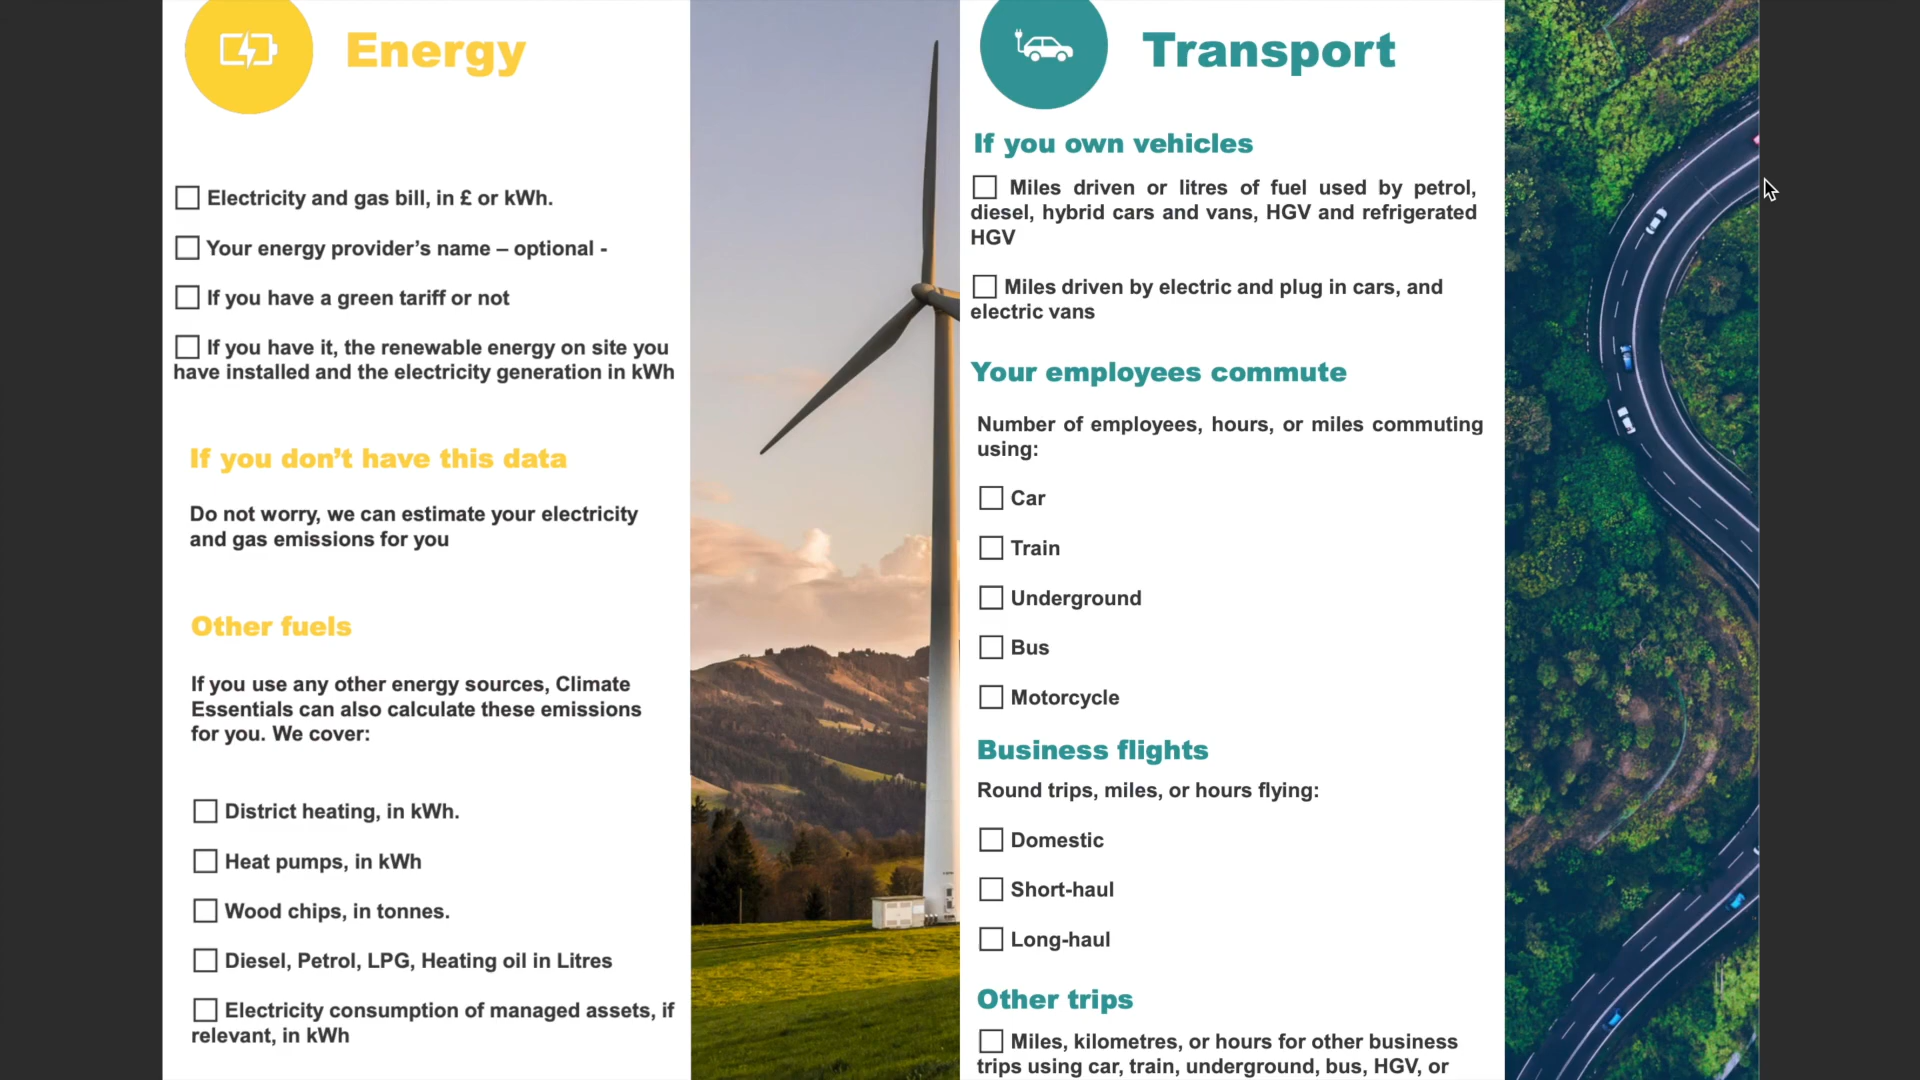 Energy
Electricity and gas bill, in £ or kWh.
Your energy provider’s name – optional -
If you have a green tariff or not
If you have it, the renewable energy on site you
have installed and the electricity generation in kWh
If you don’t have this data
Do not worry, we can estimate your electricity
and gas emissions for you
Other fuels
If you use any other energy sources, Climate
Essentials can also calculate these emissions
for you. We cover:
District heating, in kWh.
Heat pumps, in kWh
Wood chips, in tonnes.
Diesel, Petrol, LPG, Heating oil in Litres
Electricity consumption of managed assets, if
relevant, in kWh
Transport
If you own vehicles
Miles driven or litres of fuel used by petrol,
diesel, hybrid cars and vans, HGV and refrigerated
HGV
Miles driven by electric and plug in cars, and
electric vans
Your employees commute
Number of employees, hours, or miles commuting
using:
Car
Train
Underground
Bus
Motorcycle
Business flights
Round trips, miles, or hours flying:
Domestic
Short-haul
Long-haul
Other trips
Miles, kilometres, or hours for other business
trips using car, train, underground, bus, HGV, or